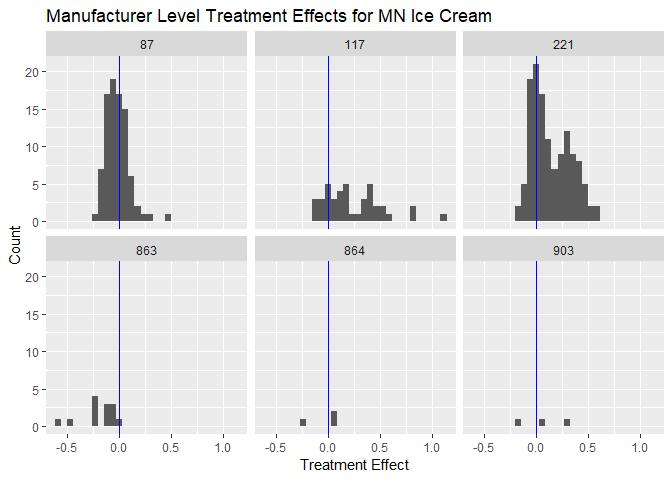 Manufacturer Level Treatment Effects for MN Ice Cream
87 117 221
20
15
10
5
0
863 864 903
20
15
10
5
0
-0.5 0.0 0.5 1.0 -0.5 0.0 0.5 1.0 -0.5 0.0 0.5 1.0
Count
Treatment Effect